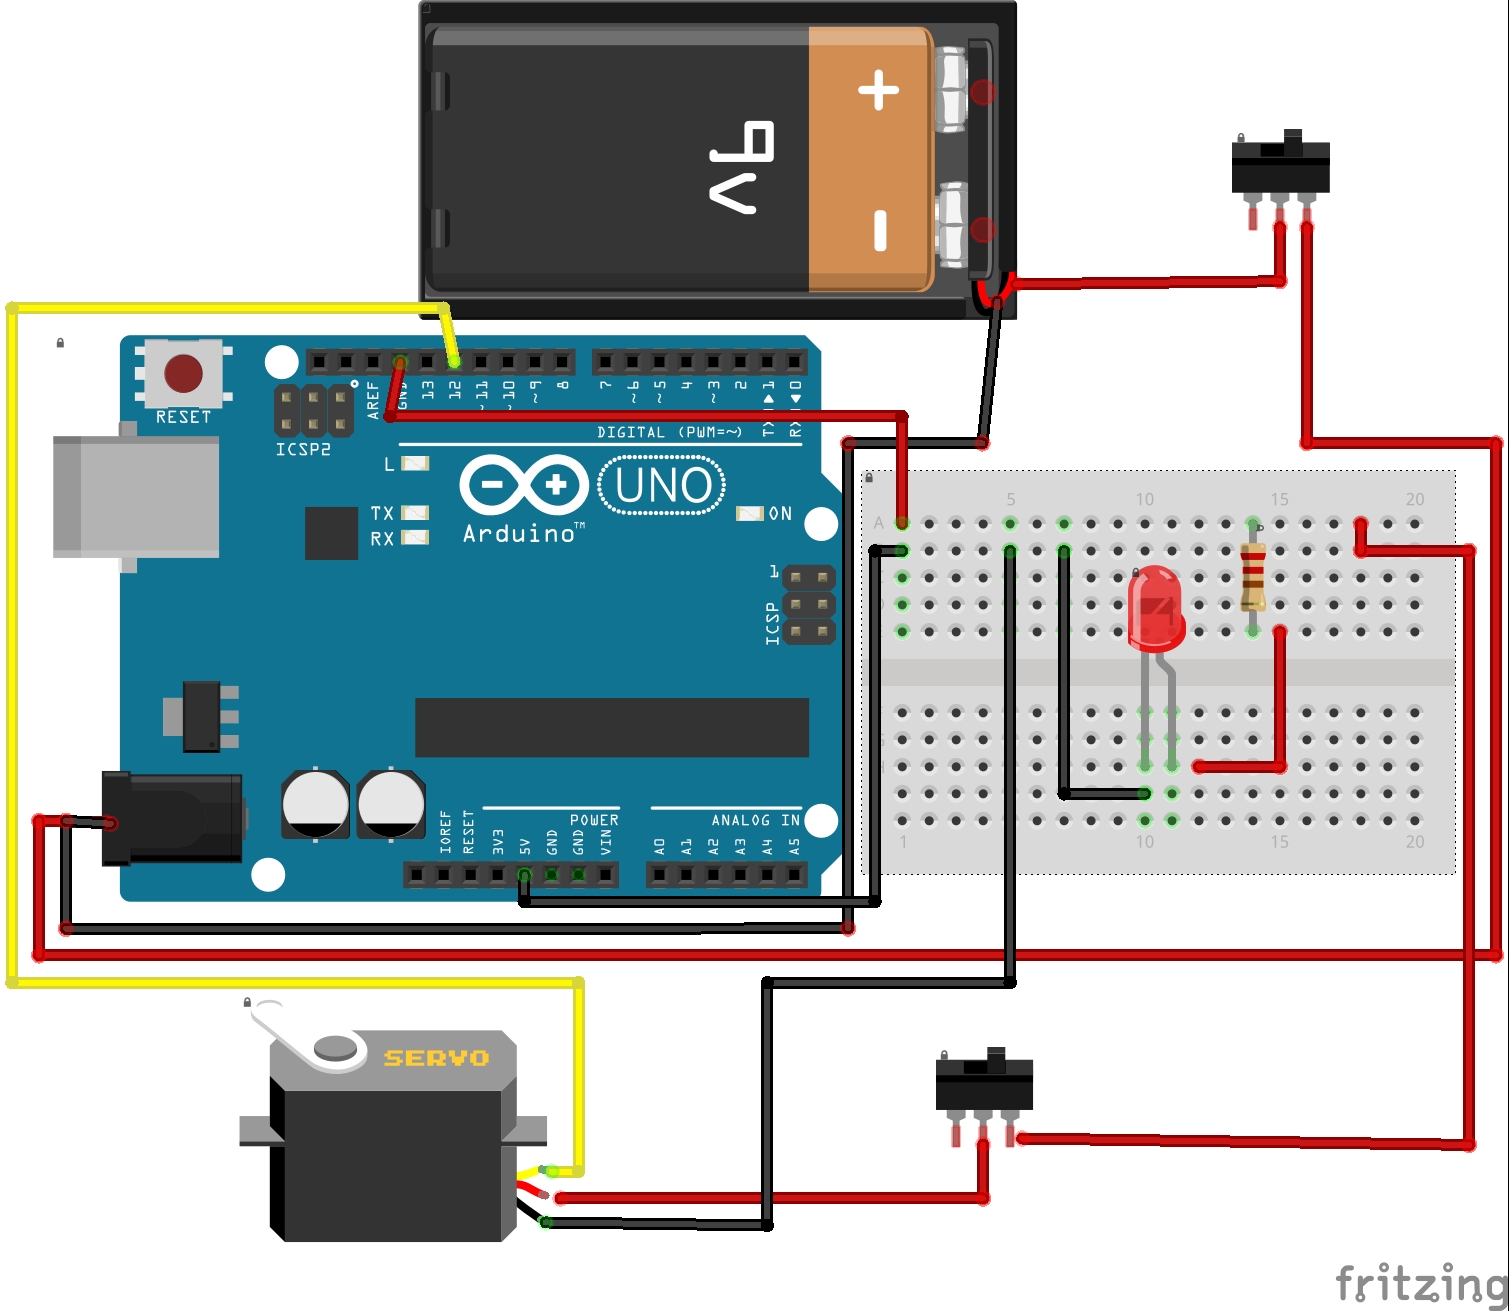 +
9V
-
RESET
ICSP2
AREF
GND
13
12
~11
~10
~9
8
7
~6
~5
4
~3
2
TX▶1
RX◀0
DIGITAL (PWM=~)
L
TX
RX
UNO
Arduino™
ON
1
ICSP
POWER
ANALOG IN
IOREF
RESET
3V3
5V
GND
GND
VIN
A0
A1
A2
A3
A4
A5
5
10
15
20
A
1
10
15
20
SERVO
fritzing